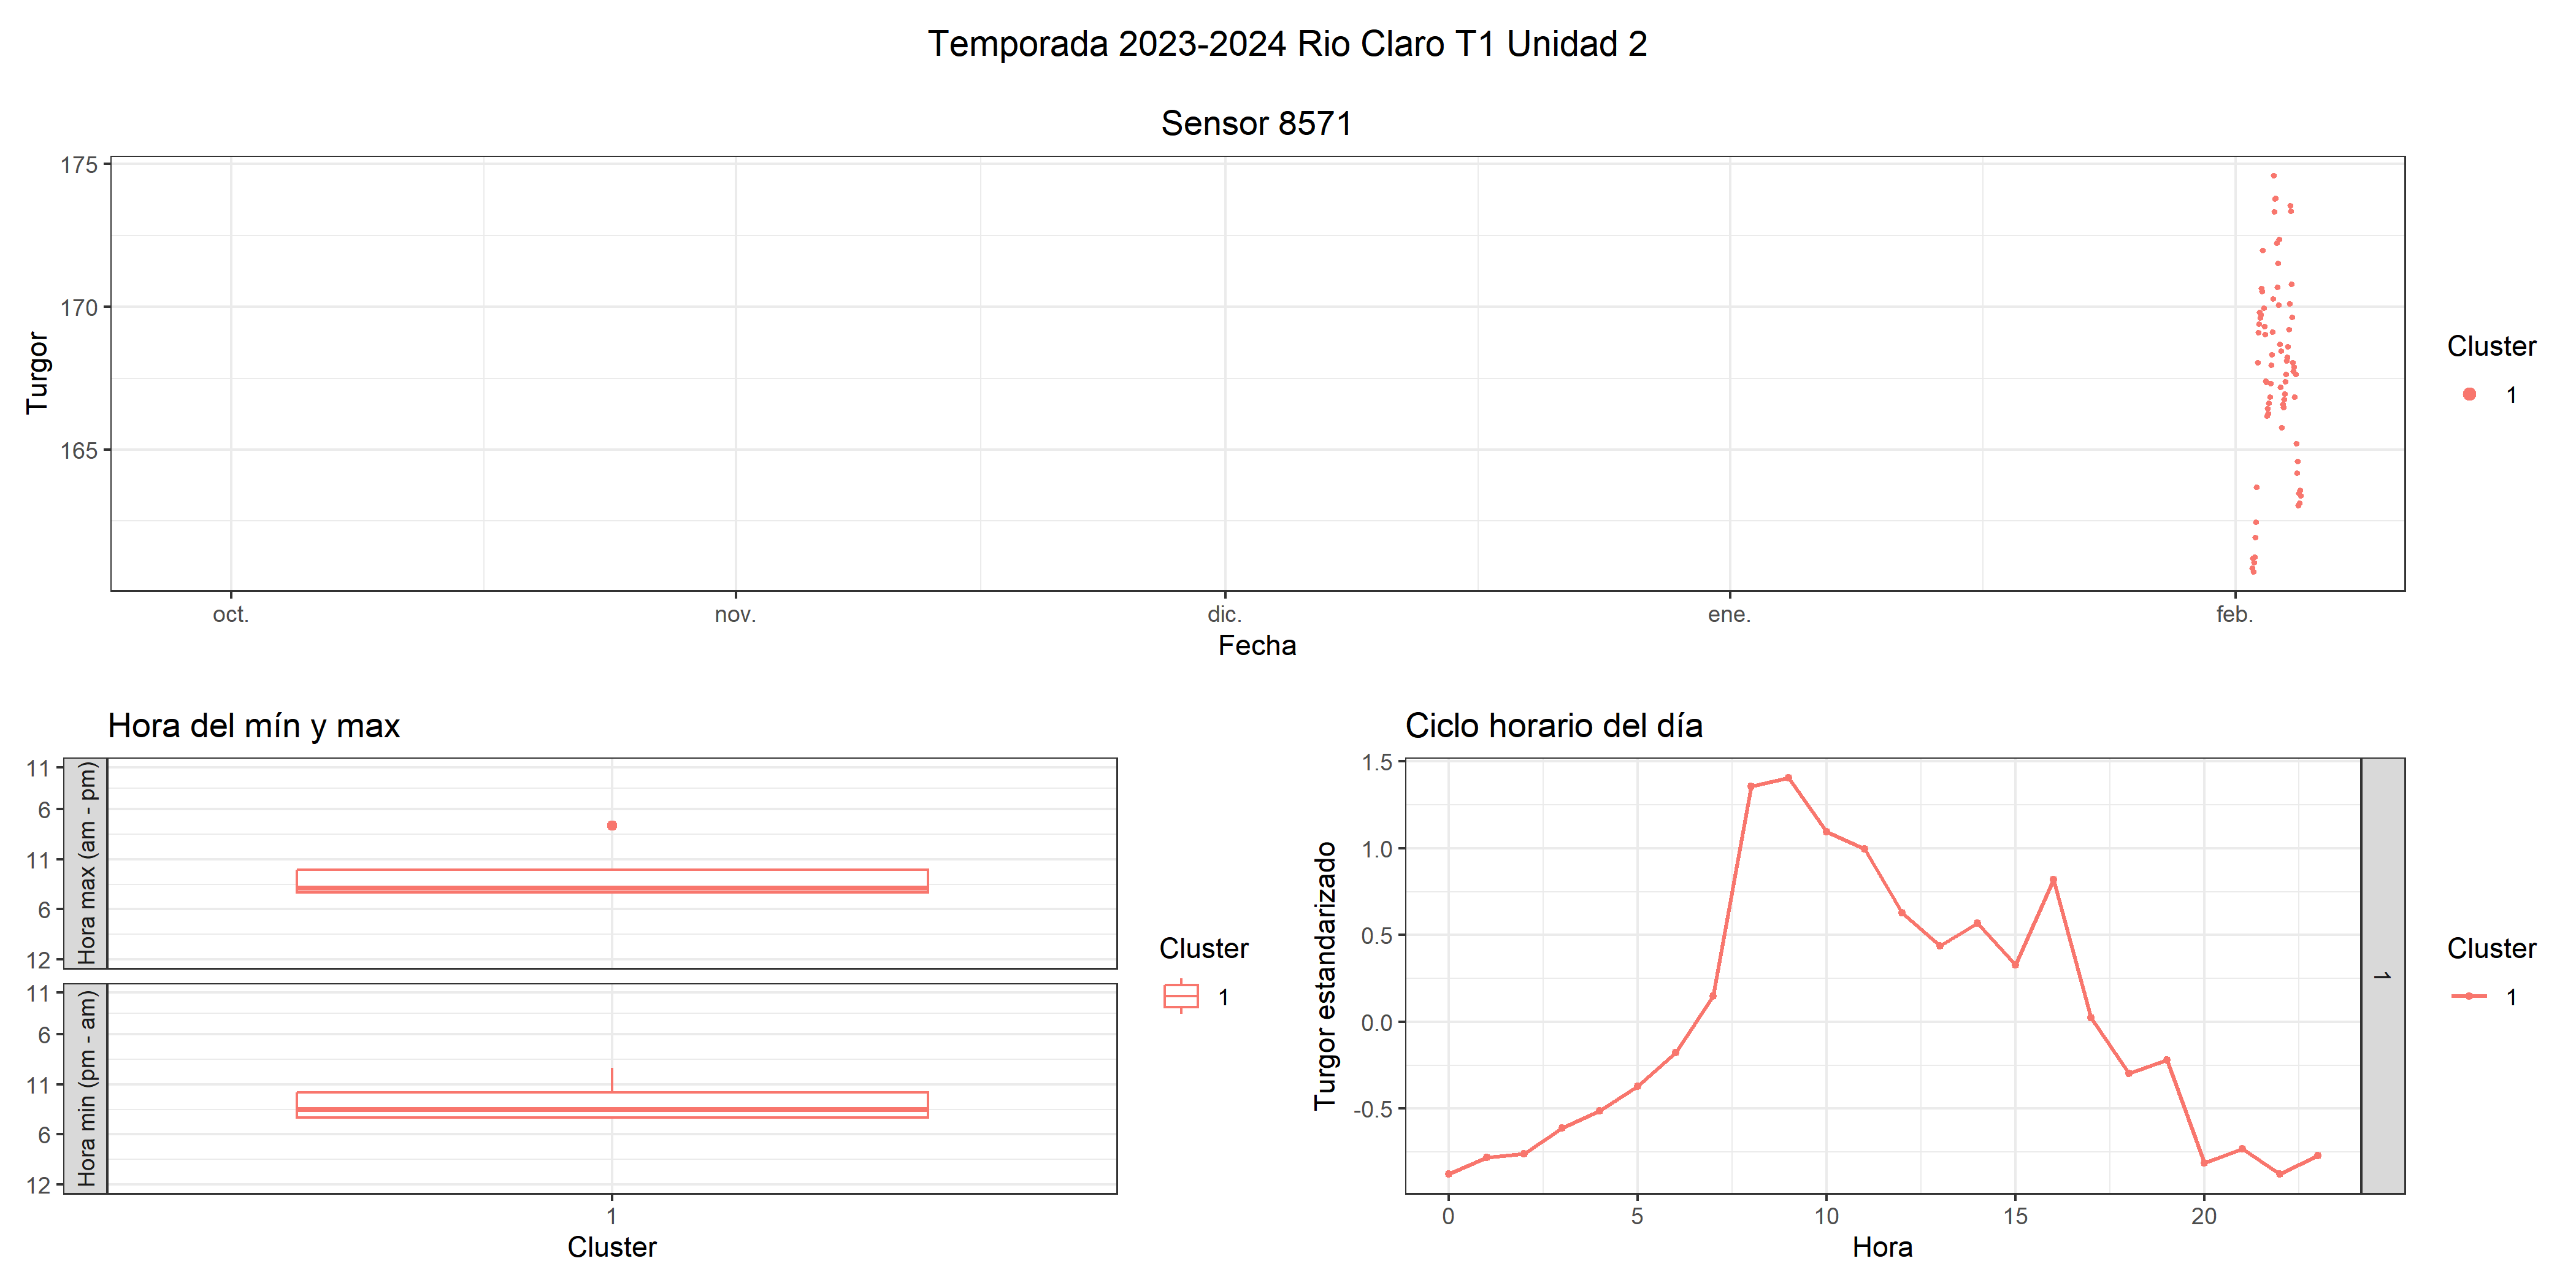 Temporada 2023-2024 Rio Claro T1 Unidad 2
Sensor 8571
175
170
165
Turgor
oct.
nov.
dic.
ene.
feb.
Fecha
Cluster
1
Hora del mín y max
11
6
11
6
12
Hora max (am - pm)
11
6
11
6
12
Hora min (pm - am)
1
Cluster
Cluster
1
Ciclo horario del día
1.5
1.0
0.5
0.0
-0.5
Turgor estandarizado
0
5
10
15
20
Hora
1
Cluster
1